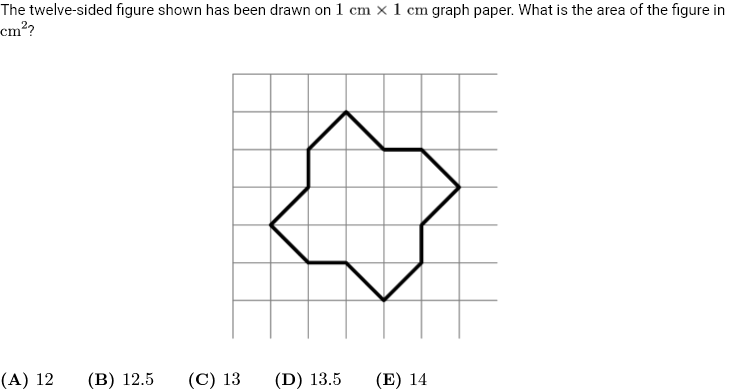 The twelve-sided figure shown has been drawn on 1 cm × 1 cm graph paper. What is the area of the figure in
cm²?
(A) 12 (B) 12.5 (C) 13 (D) 13.5 (E) 14